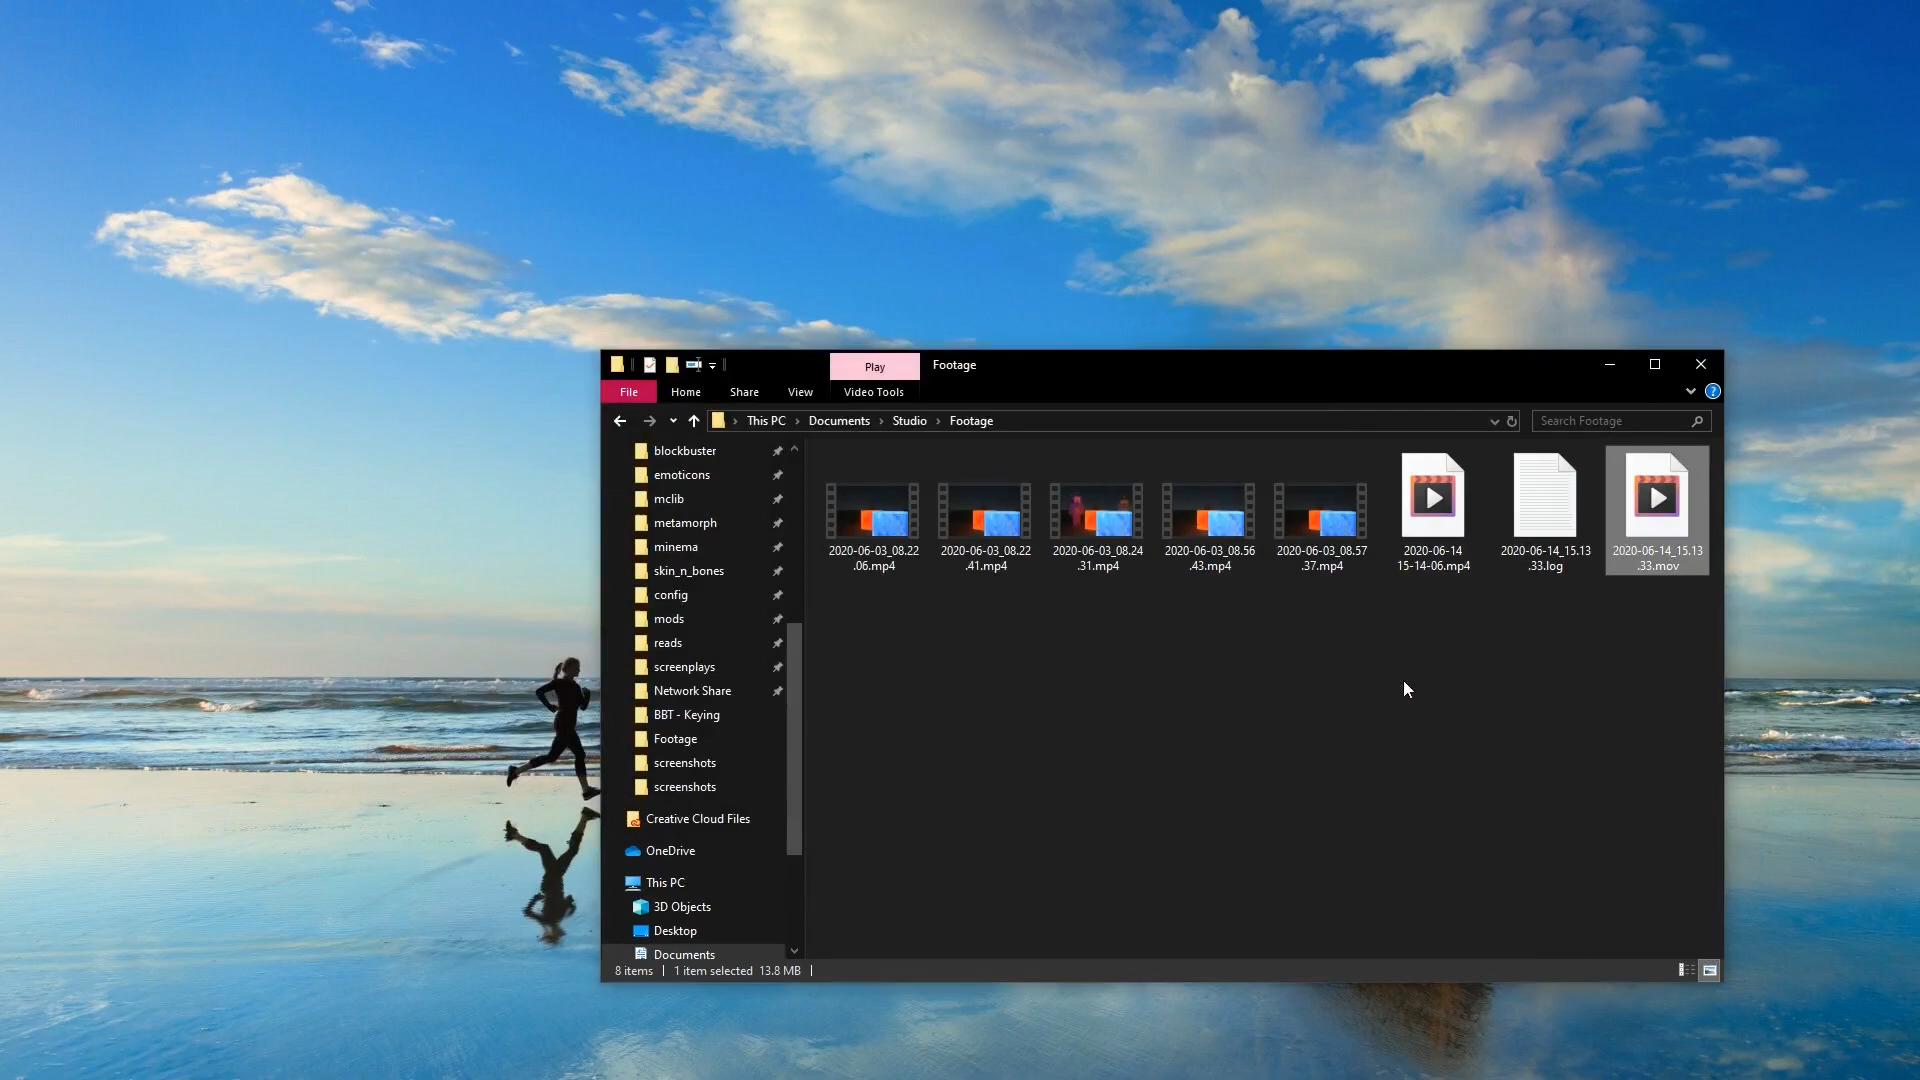 Play
Footage
File
Home
Share
View
Video Tools
This PC
Documents
Studio
Footage
Search Footage
blockbuster
emoticons
mclib
metamorph
minema
skin_n_bones
config
mods
reads
screenplays
Network Share
BBT - Keying
Footage
screenshots
screenshots
Creative Cloud Files
OneDrive
This PC
3D Objects
Desktop
Documents
2020-06-03_08.22
.06.mp4
2020-06-03_08.22
.41.mp4
2020-06-03_08.24
.31.mp4
2020-06-03_08.56
.43.mp4
2020-06-03_08.57
.37.mp4
2020-06-14
15-14-06.mp4
2020-06-14_15.13
.33.log
2020-06-14_15.13
.33.mov
8 items
1 item selected 13.8 MB